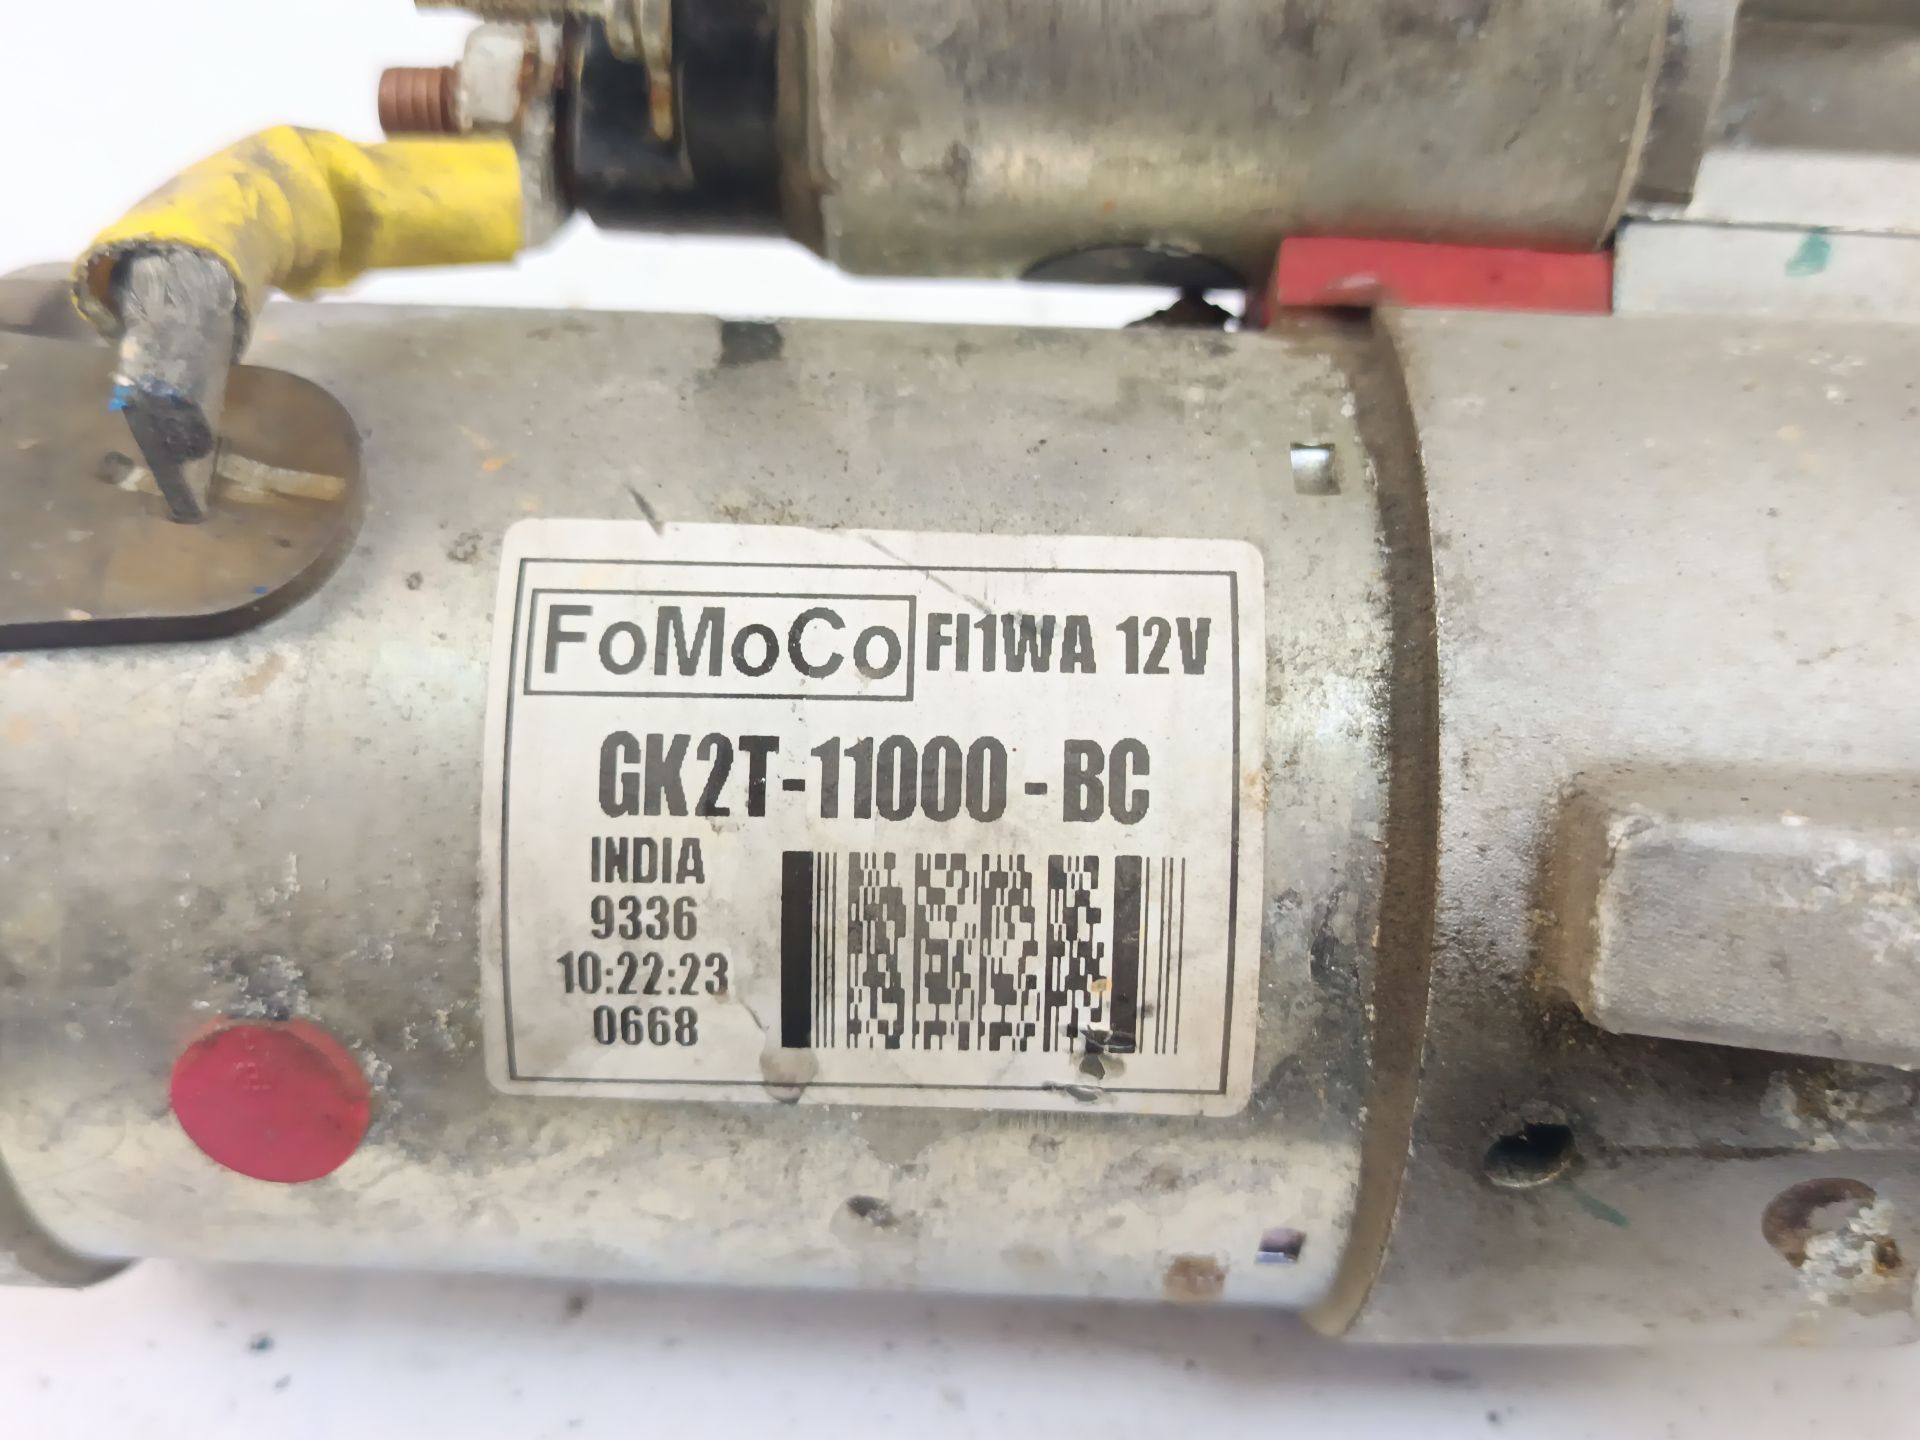 FoMoCo FI1WA 12V
GK2T-11000-BC
INDIA
9336
10:22:23
0668